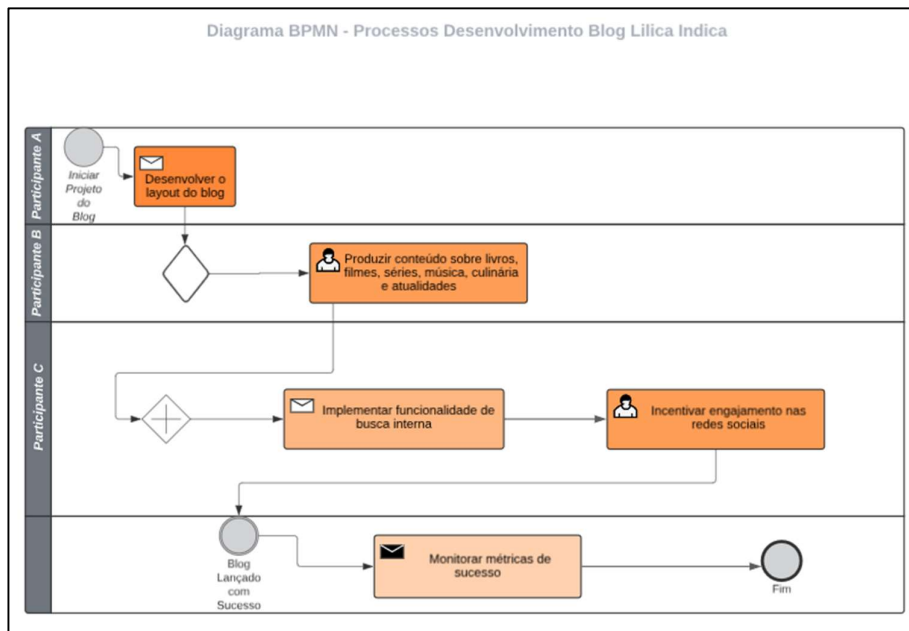 Diagrama BPMN - Processos Desenvolvimento Blog Lilica Indica
Participante A
Iniciar
Projeto
do
Blog
Desenvolver o
layout do blog
Participante B
Produzir conteúdo sobre livros,
filmes, séries, música, culinária
e atualidades
Participante C
Implementar funcionalidade de
busca interna
Incentivar engajamento nas
redes sociais
Blog
Lançado
com
Sucesso
Monitorar métricas de
sucesso
Fim